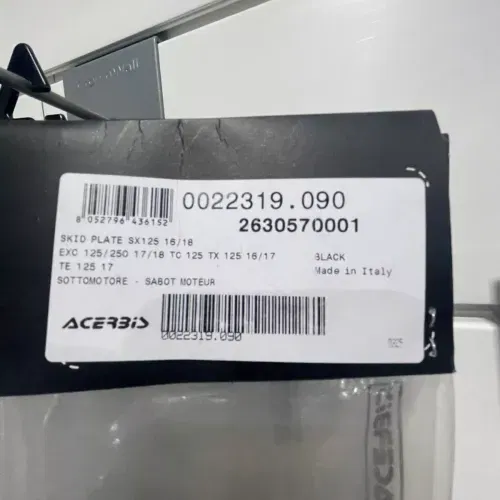 0022319.090
8 052796 436152
2630570001
SKID PLATE SX125 16/18
EXC 125/250 17/18 TC 125 TX 125 16/17
BLACK
TE 125 17
Made in Italy
SOTTOMOTORE - SABOT MOTEUR
ACERBIS
0022319.090